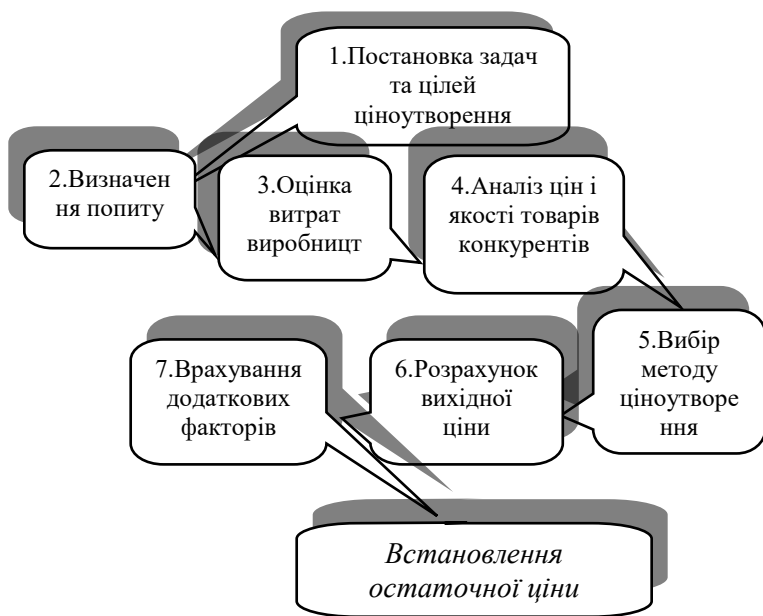 1.Постановка задач
та цілей
ціноутворення
2.Визначен
ня попиту
3.Оцінка
витрат
виробницт
4.Аналіз цін і
якості товарів
конкурентів
5.Вибір
методу
ціноутворе
ння
6.Розрахунок
вихідної
ціни
7.Врахування
додаткових
факторів
Встановлення
остаточної ціни